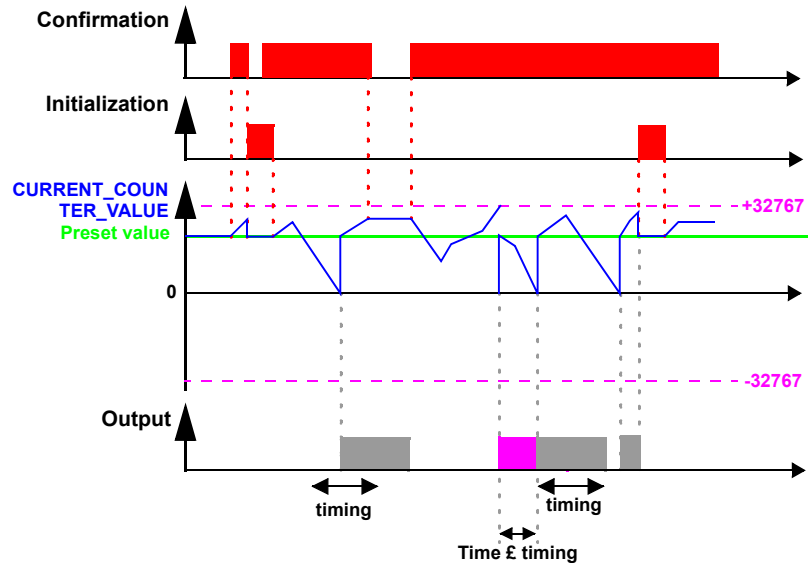 Confirmation
Initialization
CURRENT_COUN
TER_VALUE
+32767
Preset value
0
-32767
Output
timing
timing
Time £ timing